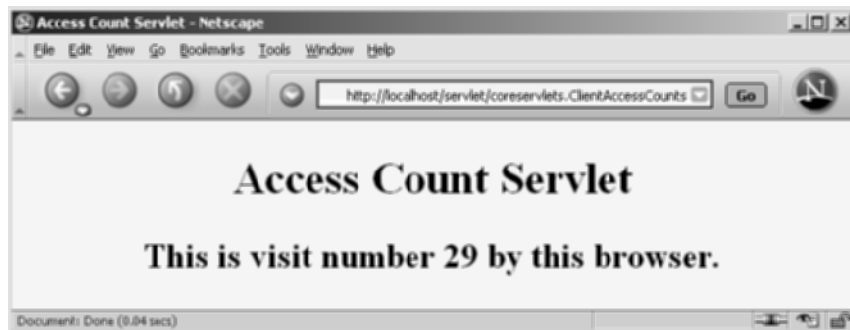 Access Count Servlet - Netscape
File Edit View Go Bookmarks Tools Window Help
http://localhost/servlet/coreservlets.ClientAccessCounts Go N
Access Count Servlet
This is visit number 29 by this browser.
Document: Done (0.04 secs)